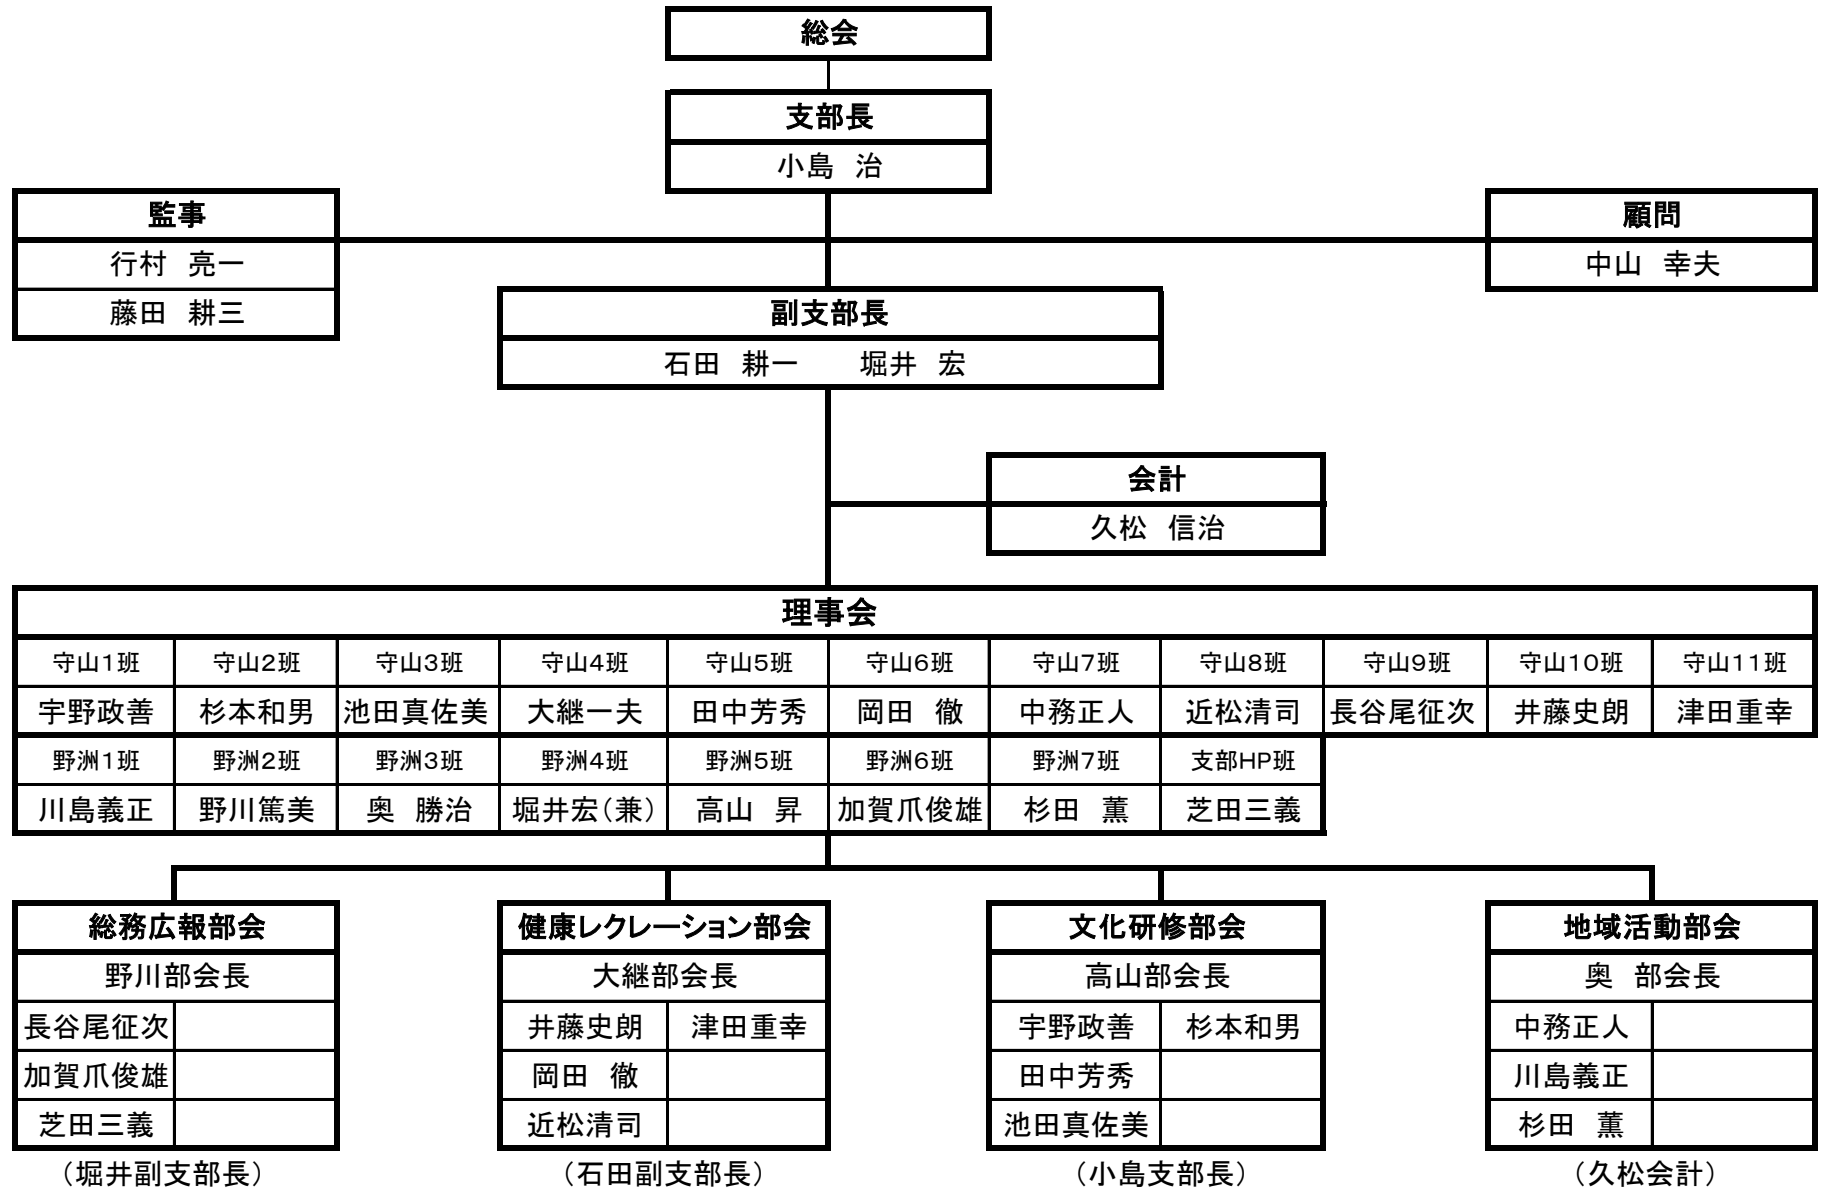 総会
支部長
小島　治
監事
行村　亮一
藤田　耕三
顧問
中山　幸夫
副支部長
石田　耕一　　堀井　宏
会計
久松　信治
理事会
守山1班 守山2班 守山3班 守山4班 守山5班 守山6班 守山7班 守山8班 守山9班 守山10班 守山11班
宇野政善 杉本和男 池田真佐美 大継一夫 田中芳秀 岡田　徹 中務正人 近松清司 長谷尾征次 井藤史朗 津田重幸
野洲1班 野洲2班 野洲3班 野洲4班 野洲5班 野洲6班 野洲7班 支部HP班
川島義正 野川篤美 奥　勝治 堀井宏（兼） 高山　昇 加賀爪俊雄 杉田　薫 芝田三義
総務広報部会
野川部会長
長谷尾征次
加賀爪俊雄
芝田三義
（堀井副支部長）
健康レクレーション部会
大継部会長
井藤史朗 津田重幸
岡田　徹
近松清司
（石田副支部長）
文化研修部会
高山部会長
宇野政善 杉本和男
田中芳秀
池田真佐美
（小島支部長）
地域活動部会
奥　部会長
中務正人
川島義正
杉田　薫
（久松会計）